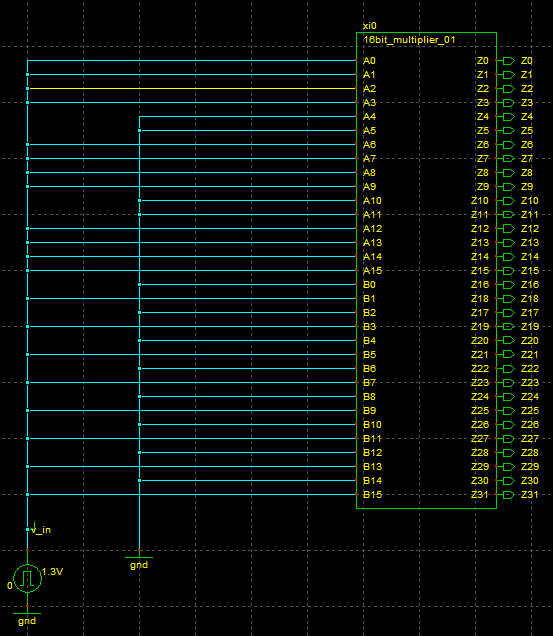 xi0
16bit_multiplier_01
A0 Z0 Z0
A1 Z1 Z1
A2 Z2 Z2
A3 Z3 Z3
A4 Z4 Z4
A5 Z5 Z5
A6 Z6 Z6
A7 Z7 Z7
A8 Z8 Z8
A9 Z9 Z9
A10 Z10 Z10
A11 Z11 Z11
A12 Z12 Z12
A13 Z13 Z13
A14 Z14 Z14
A15 Z15 Z15
B0 Z16 Z16
B1 Z18 Z18
B2 Z17 Z17
B3 Z19 Z19
B4 Z20 Z20
B5 Z21 Z21
B6 Z22 Z22
B7 Z23 Z23
B8 Z24 Z24
B9 Z25 Z25
B10 Z26 Z26
B11 Z27 Z27
B12 Z28 Z28
B13 Z29 Z29
B14 Z30 Z30
B15 Z31 Z31
v_in
gnd
1.3V
0
gnd